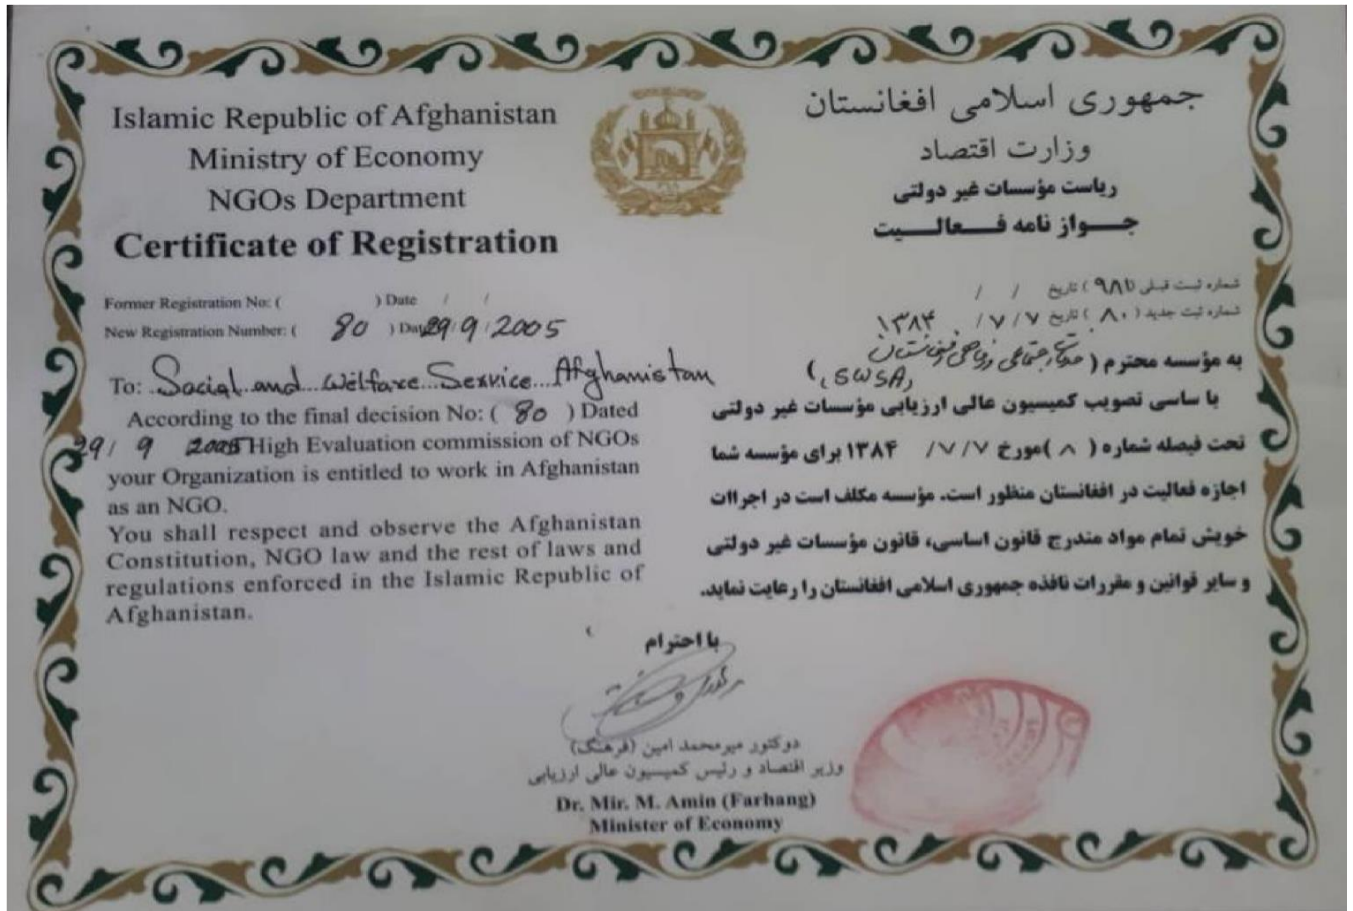 Islamic Republic of Afghanistan
Ministry of Economy
NGOs Department
Certificate of Registration
Former Registration No: ( ) Date / /
New Registration Number: ( 80 ) Date 29/9/2005
To: Social and Welfare Service Afghanistan
According to the final decision No: ( 80 ) Dated
29/ 9 2005 High Evaluation commission of NGOs
your Organization is entitled to work in Afghanistan
as an NGO.
You shall respect and observe the Afghanistan
Constitution, NGO law and the rest of laws and
regulations enforced in the Islamic Republic of
Afghanistan.
جمهوری اسلامی افغانستان
وزارت اقتصاد
ریاست مؤسسات غیر دولتی
جواز نامه فعالیت
شماره ثبت قبلی ( ) تاریخ / /
شماره ثبت جدید ( ۸۰ ) تاریخ ۷/۷/ ۱۳۸۴
به مؤسسه محترم ( خدمات اجتماعی
(SWSA)
با ساسی تصویب کمیسیون عالی ارزیابی مؤسسات غیر دولتی
تحت فیصله شماره ( ۸ )مورخ ۷/۷/ ۱۳۸۴ برای مؤسسه شما
اجازه فعالیت در افغانستان منظور است. مؤسسه مکلف است در اجراات
خویش تمام مواد مندرج قانون اساسی، قانون مؤسسات غیر دولتی
و سایر قوانین و مقررات نافذه جمهوری اسلامی افغانستان را رعایت نماید.
با احترام
دوکتور میرمحمد امین (فرهنگ)
وزیر اقتصاد و رئیس کمیسیون عالی ارزیابی
Dr. Mir. M. Amin (Farhang)
Minister of Economy